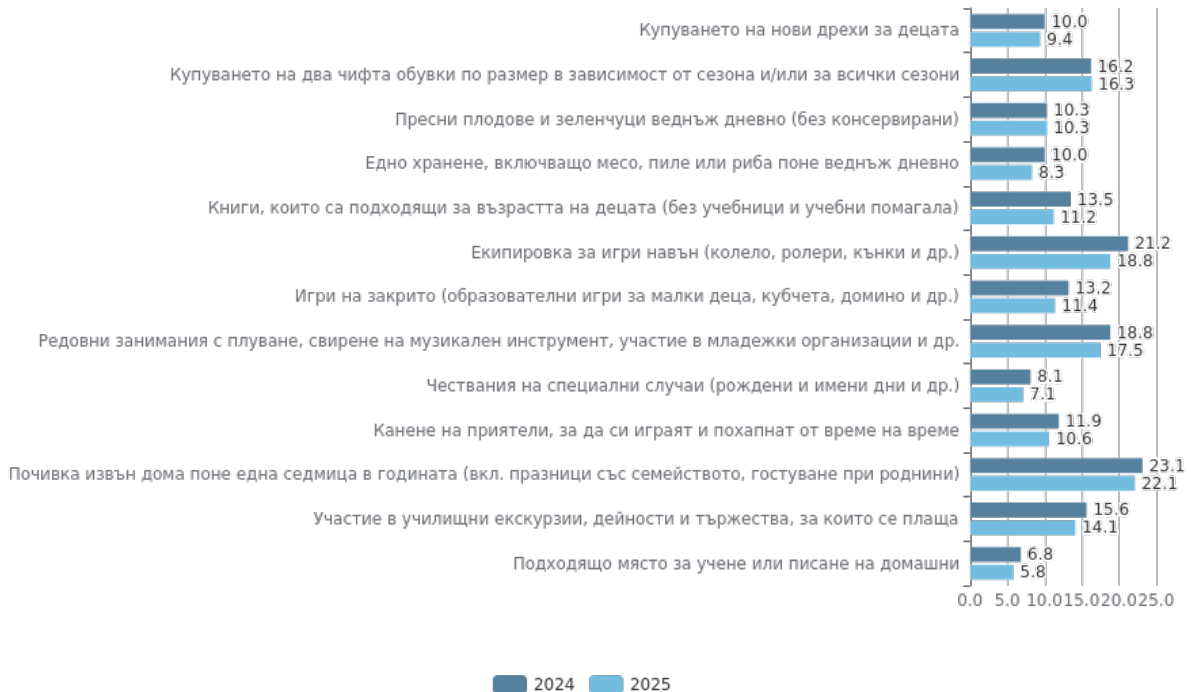 Купуването на нови дрехи за децата
10.0
9.4
Купуването на два чифта обувки по размер в зависимост от сезона и/или за всички сезони
16.2
16.3
Пресни плодове и зеленчуци веднъж дневно (без консервирани)
10.3
10.3
Едно хранене, включващо месо, пиле или риба поне веднъж дневно
10.0
8.3
Книги, които са подходящи за възрастта на децата (без учебници и учебни помагала)
13.5
11.2
Екипировка за игри навън (колело, ролери, кънки и др.)
21.2
18.8
Игри на закрито (образователни игри за малки деца, кубчета, домино и др.)
13.2
11.4
Редовни занимания с плуване, свирене на музикален инструмент, участие в младежки организации и др.
18.8
17.5
Чествания на специални случаи (рождени и имени дни и др.)
8.1
7.1
Канене на приятели, за да си играят и похапнат от време на време
11.9
10.6
Почивка извън дома поне една седмица в годината (вкл. празници със семейството, гостуване при роднини)
23.1
22.1
Участие в училищни екскурзии, дейности и тържества, за които се плаща
15.6
14.1
Подходящо място за учене или писане на домашни
6.8
5.8
0.0 5.0 10.0 15.0 20.0 25.0
2024 2025